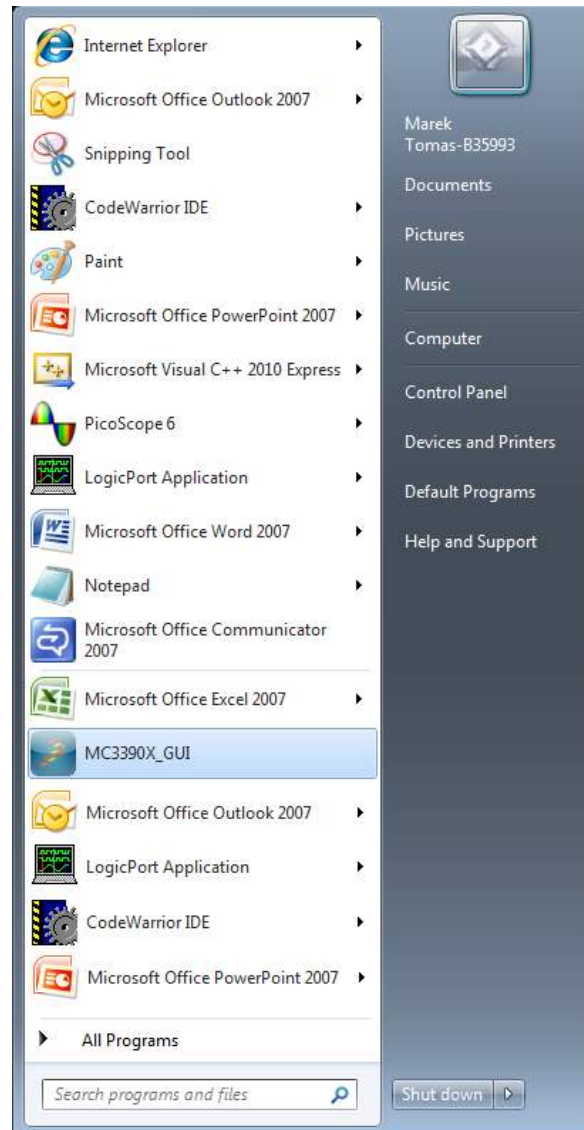 Internet Explorer
Microsoft Office Outlook 2007
Snipping Tool
CodeWarrior IDE
Paint
Microsoft Office PowerPoint 2007
Microsoft Visual C++ 2010 Express
PicoScope 6
LogicPort Application
Microsoft Office Word 2007
Notepad
Microsoft Office Communicator
2007
Microsoft Office Excel 2007
MC3390X_GUI
Microsoft Office Outlook 2007
LogicPort Application
CodeWarrior IDE
Microsoft Office PowerPoint 2007
All Programs
Search programs and files
Marek
Tomas-B35993
Documents
Pictures
Music
Computer
Control Panel
Devices and Printers
Default Programs
Help and Support
Shut down